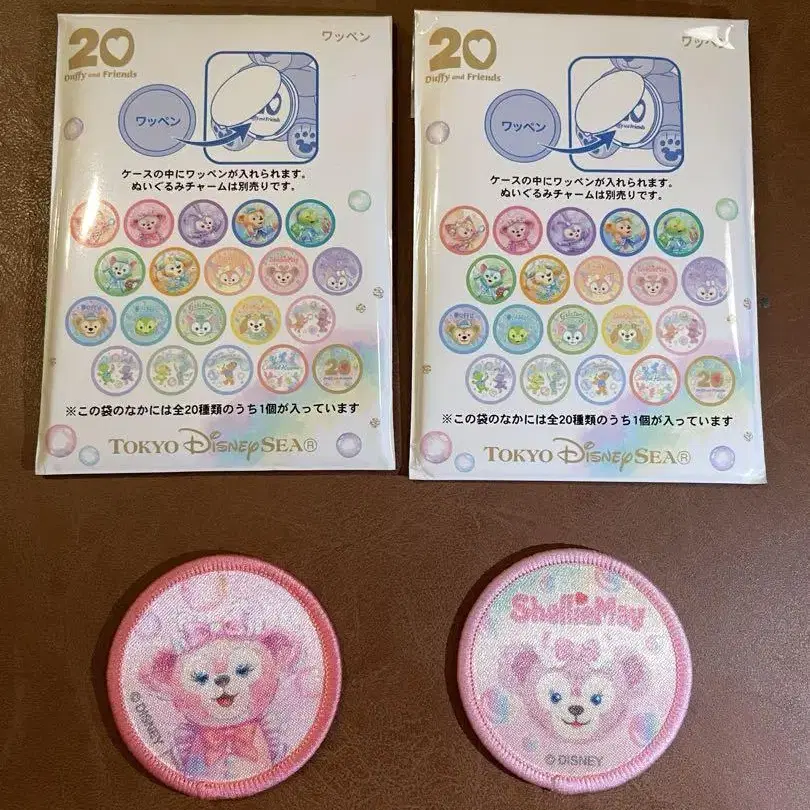 20
Duffy and Friends
ワッペン
ワッペン
ケースの中にワッペンが入れられます。
ぬいぐるみチャームは別売りです。
※この袋のなかには全20種類のうち1個が入っています
TOKYO DISNEYSEA®
20
Duffy and Friends
ワッペン
ワッペン
ケースの中にワッペンが入れられます。
ぬいぐるみチャームは別売りです。
※この袋のなかには全20種類のうち1個が入っています
TOKYO DISNEYSEA®
© DISNEY
ShellieMay
© DISNEY